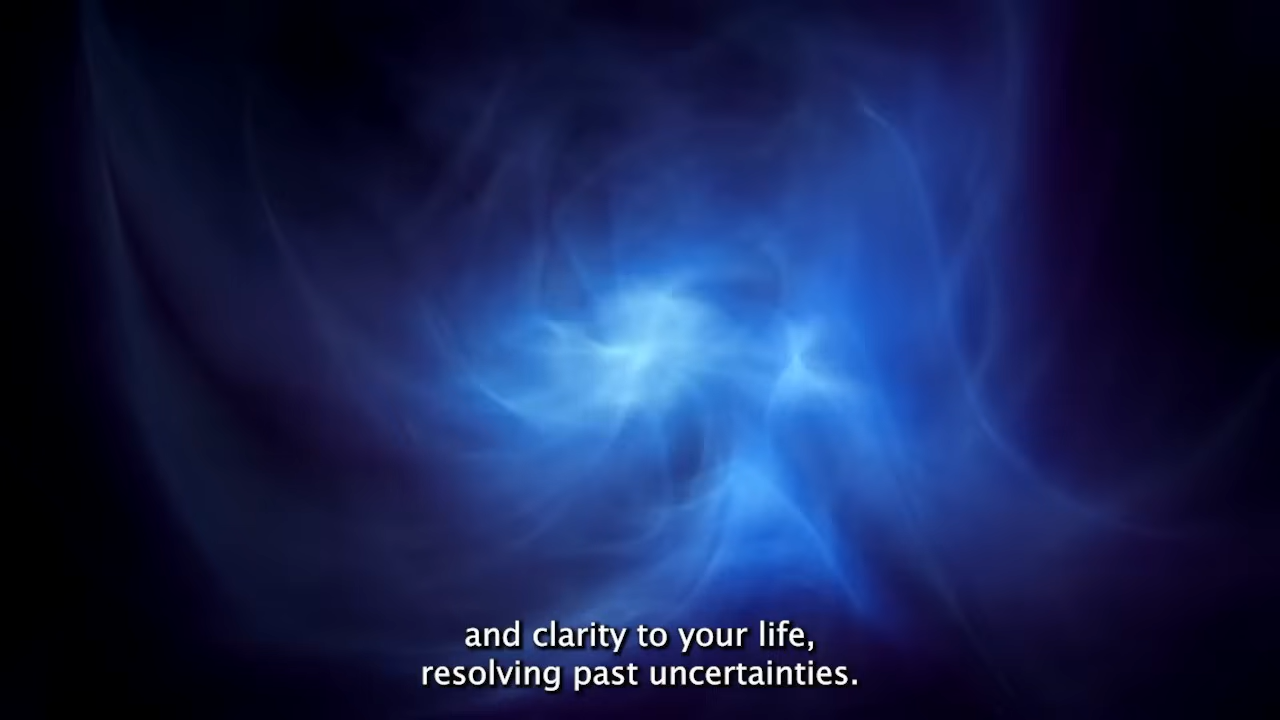 and clarity to your life,
resolving past uncertainties.